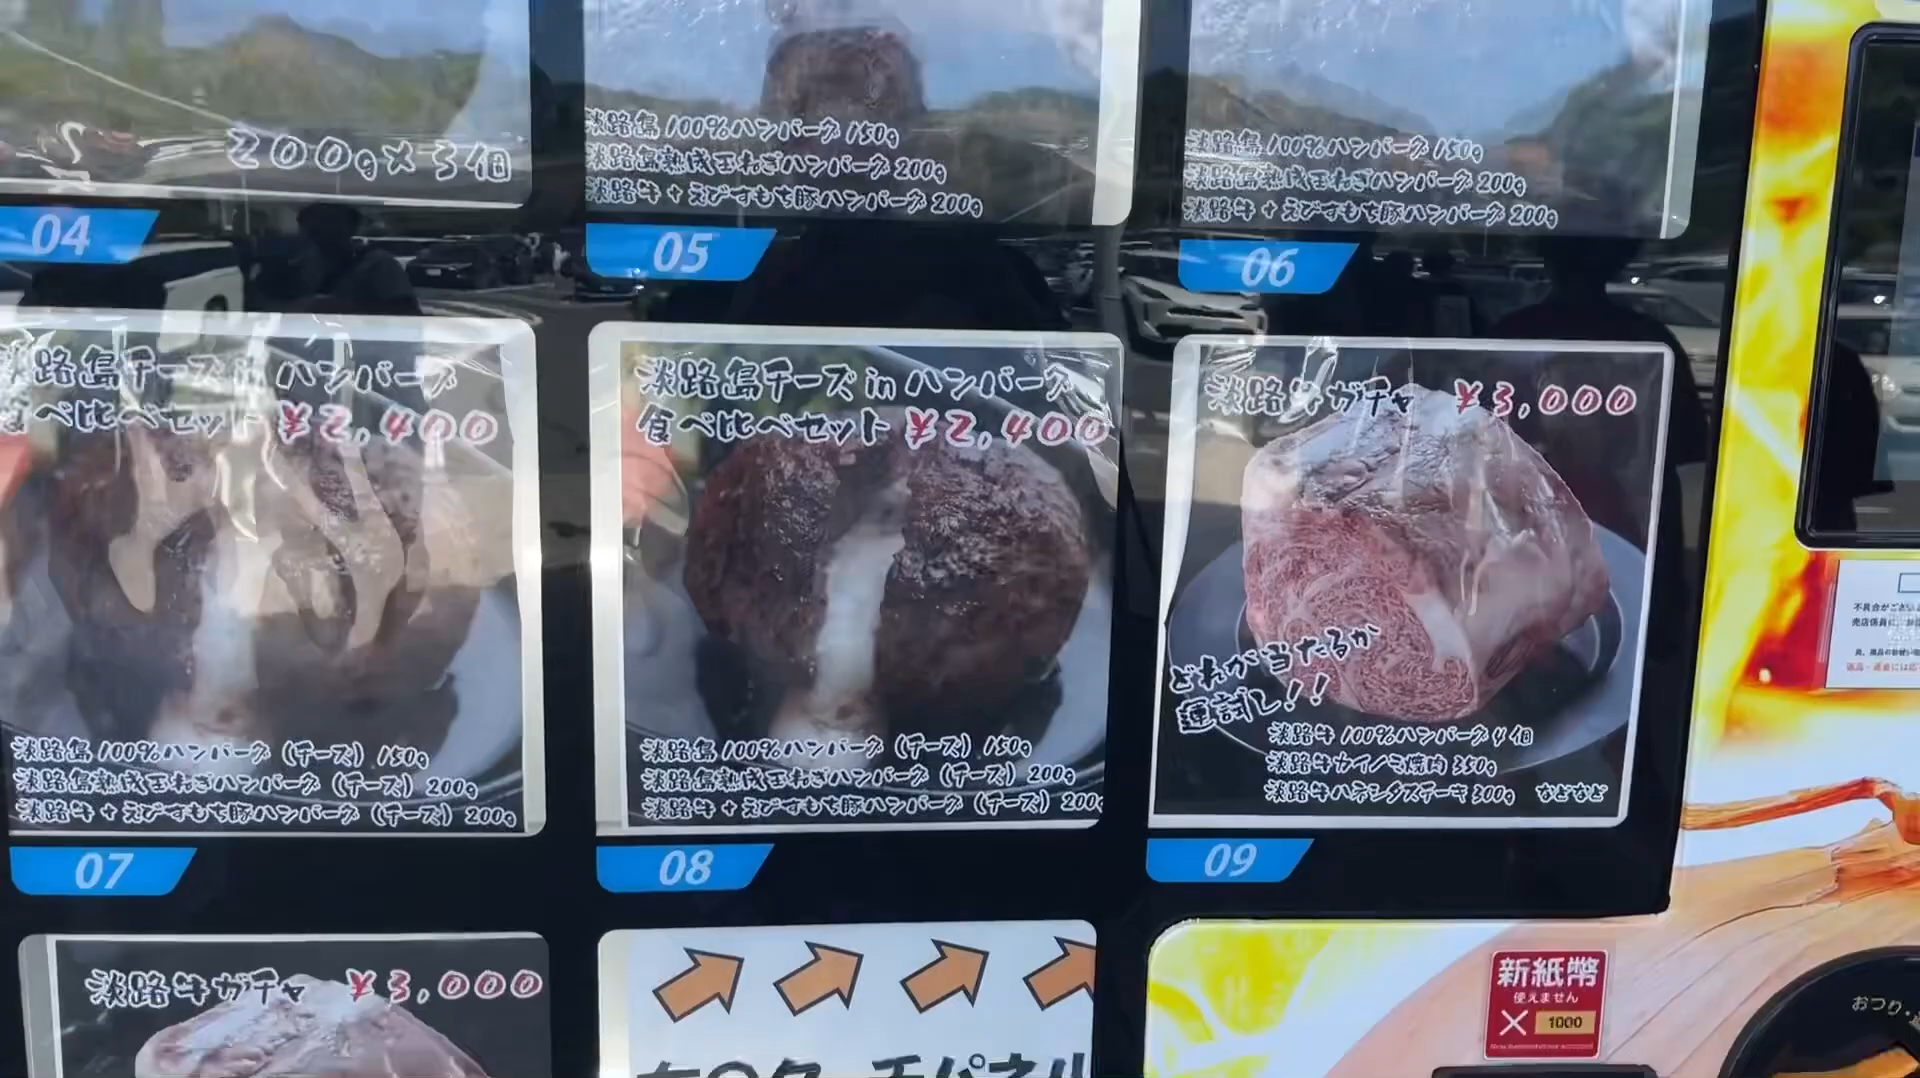 200g×3個
淡路島100%ハンバーグ 150g
淡路島熟成玉ねぎハンバーグ 200g
淡路牛+えびすもち豚ハンバーグ 200g
淡路島100%ハンバーグ 150g
淡路島熟成玉ねぎハンバーグ 200g
淡路牛+えびすもち豚ハンバーグ 200g
04
05
06
淡路島チーズinハンバーグ
食べ比べセット ¥2,400
淡路島100%ハンバーグ(チーズ) 150g
淡路島熟成玉ねぎハンバーグ(チーズ) 200g
淡路牛+えびすもち豚ハンバーグ(チーズ) 200g
淡路島チーズinハンバーグ
食べ比べセット ¥2,400
淡路島100%ハンバーグ(チーズ) 150g
淡路島熟成玉ねぎハンバーグ(チーズ) 200g
淡路牛+えびすもち豚ハンバーグ(チーズ) 200g
淡路牛ガチャ ¥3,000
どれが当たるか
運試し!!
淡路牛100%ハンバーグ4個
淡路牛カイノミ焼肉350g
淡路牛ハネシタステーキ300g などなど
07
08
09
淡路牛ガチャ ¥3,000
新紙幣
使えません
× 1000
おつり・